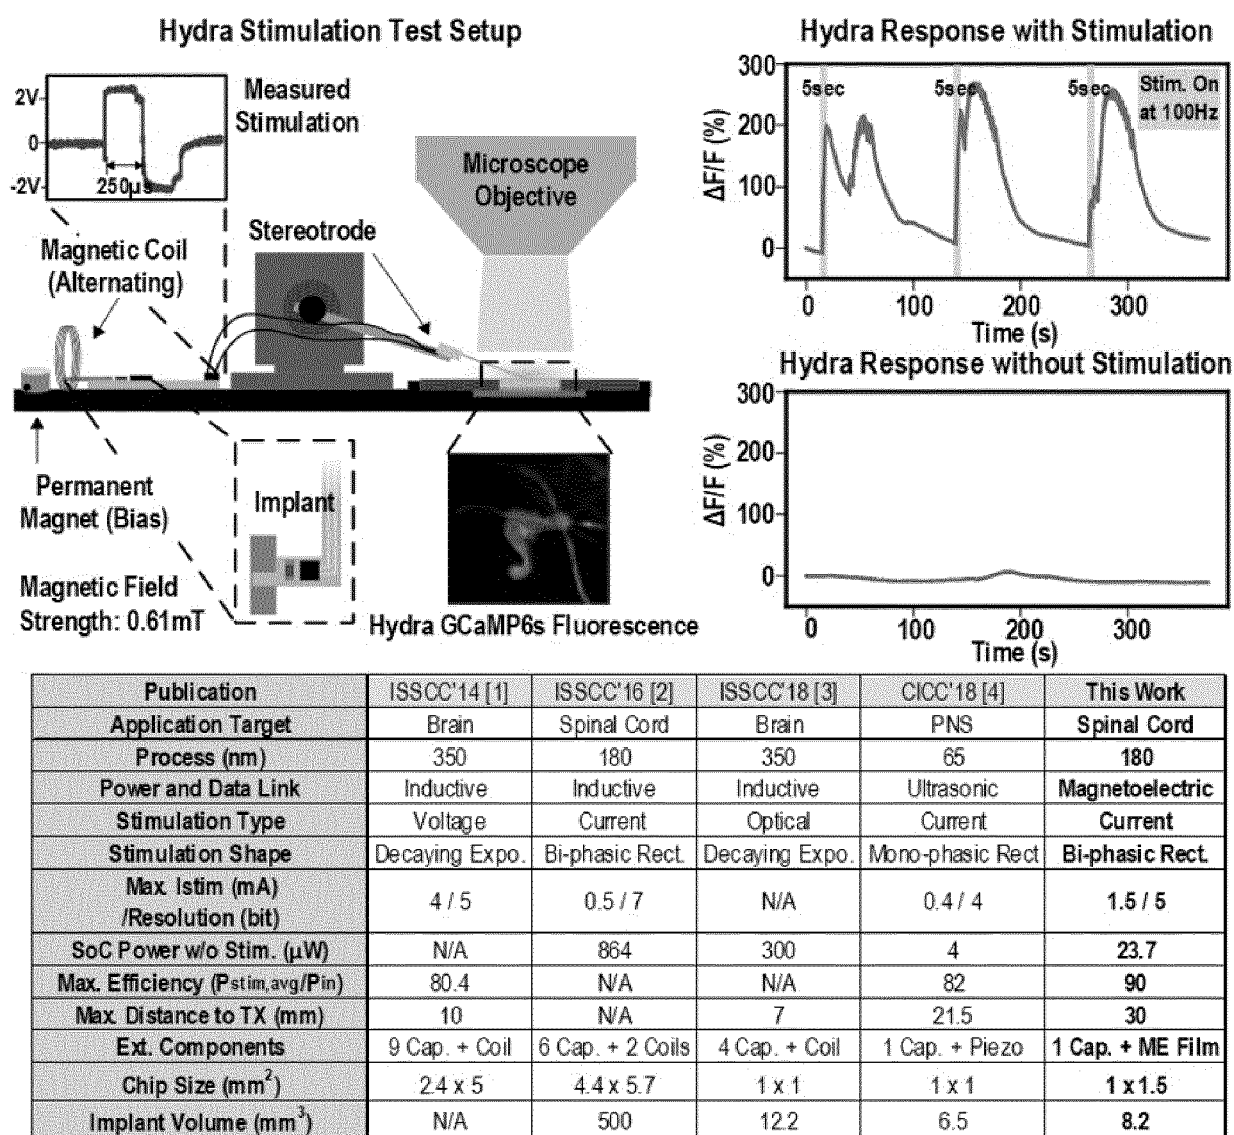 Hydra Stimulation Test Setup
2V
0
-2V
250μs
Measured
Stimulation
Microscope
Objective
Magnetic Coil
(Alternating)
Stereotrode
Permanent
Magnet (Bias)
Implant
Magnetic Field
Strength: 0.61mT
Hydra GCaMP6s Fluorescence
Hydra Response with Stimulation
300
200
100
0
ΔF/F (%)
5sec 5sec 5sec
Stim. On
at 100Hz
0 100 200 300
Time (s)
Hydra Response without Stimulation
300
200
100
0
ΔF/F (%)
0 100 200 300
Time (s)
Publication ISSCC'14 [1] ISSCC'16 [2] ISSCC'18 [3] CICC'18 [4] This Work
Application Target Brain Spinal Cord Brain PNS Spinal Cord
Process (nm) 350 180 350 65 180
Power and Data Link Inductive Inductive Inductive Ultrasonic Magnetoelectric
Stimulation Type Voltage Current Optical Current Current
Stimulation Shape Decaying Expo. Bi-phasic Rect. Decaying Expo. Mono-phasic Rect Bi-phasic Rect.
Max. Istim (mA)
/Resolution (bit) 4 / 5 0.5 / 7 N/A 0.4 / 4 1.5 / 5
SoC Power w/o Stim. (μW) N/A 864 300 4 23.7
Max. Efficiency (Pstim,avg/Pin) 80.4 N/A N/A 82 90
Max. Distance to TX (mm) 10 N/A 7 21.5 30
Ext. Components 9 Cap. + Coil 6 Cap. + 2 Coils 4 Cap. + Coil 1 Cap. + Piezo 1 Cap. + ME Film
Chip Size (mm²) 2.4 x 5 4.4 x 5.7 1 x 1 1 x 1 1 x 1.5
Implant Volume (mm³) N/A 500 12.2 6.5 8.2